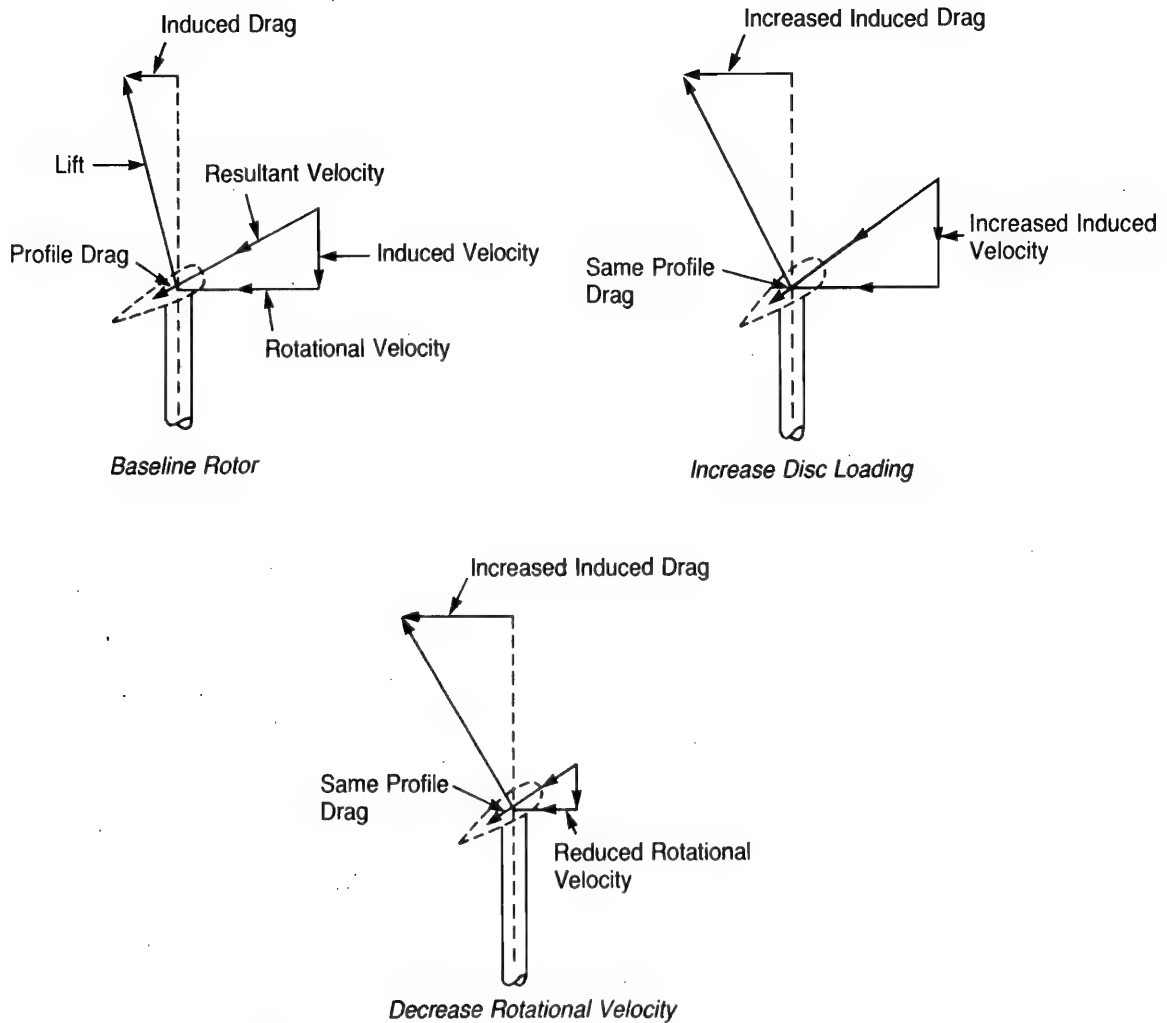 Induced Drag
Lift
Resultant Velocity
Profile Drag
Induced Velocity
Rotational Velocity
Baseline Rotor
Increased Induced Drag
Increased Induced
Velocity
Same Profile
Drag
Increase Disc Loading
Increased Induced Drag
Same Profile
Drag
Reduced Rotational
Velocity
Decrease Rotational Velocity